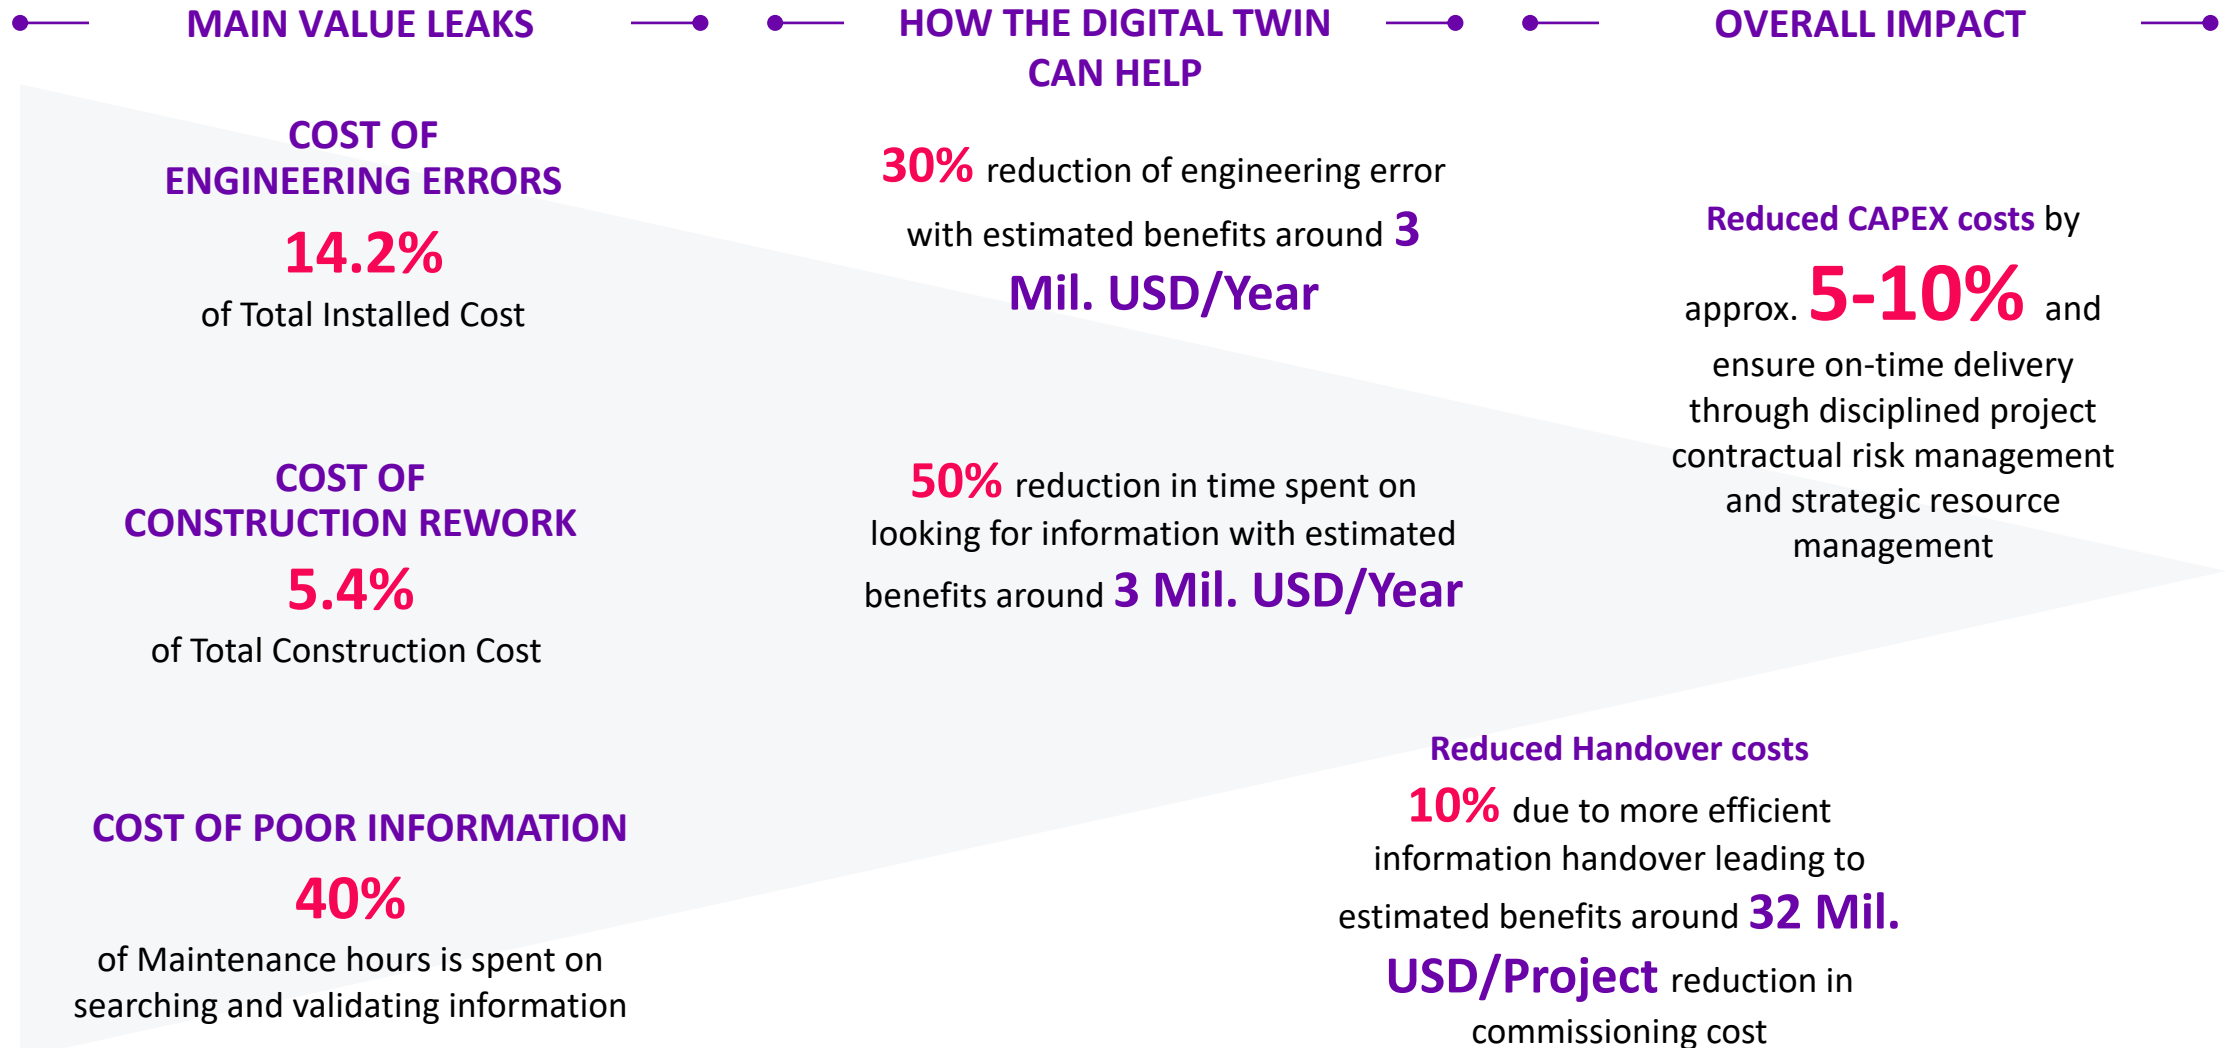 MAIN VALUE LEAKS
COST OF
ENGINEERING ERRORS
14.2%
of Total Installed Cost
COST OF
CONSTRUCTION REWORK
5.4%
of Total Construction Cost
COST OF POOR INFORMATION
40%
of Maintenance hours is spent on
searching and validating information
HOW THE DIGITAL TWIN
CAN HELP
30% reduction of engineering error
with estimated benefits around 3
Mil. USD/Year
50% reduction in time spent on
looking for information with estimated
benefits around 3 Mil. USD/Year
OVERALL IMPACT
Reduced CAPEX costs by
approx. 5-10% and
ensure on-time delivery
through disciplined project
contractual risk management
and strategic resource
management
Reduced Handover costs
10% due to more efficient
information handover leading to
estimated benefits around 32 Mil.
USD/Project reduction in
commissioning cost